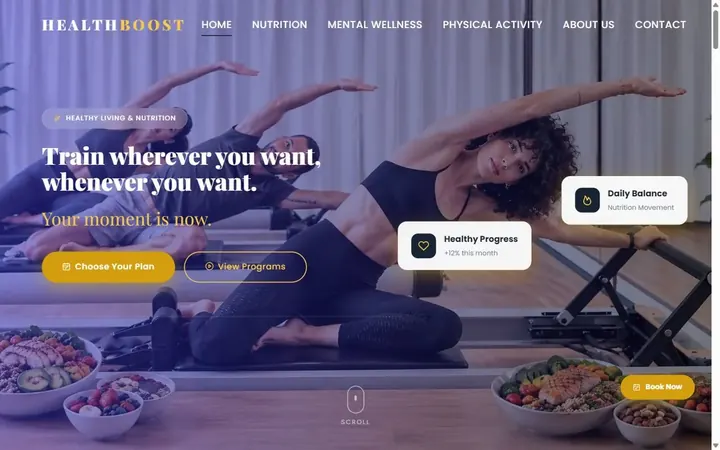 HEALTHBOOST
HOME
NUTRITION
MENTAL WELLNESS
PHYSICAL ACTIVITY
ABOUT US
CONTACT
HEALTHY LIVING & NUTRITION
Train wherever you want,
whenever you want.
Your moment is now.
Choose Your Plan
View Programs
Daily Balance
Nutrition Movement
Healthy Progress
+12% this month
Book Now
SCROLL